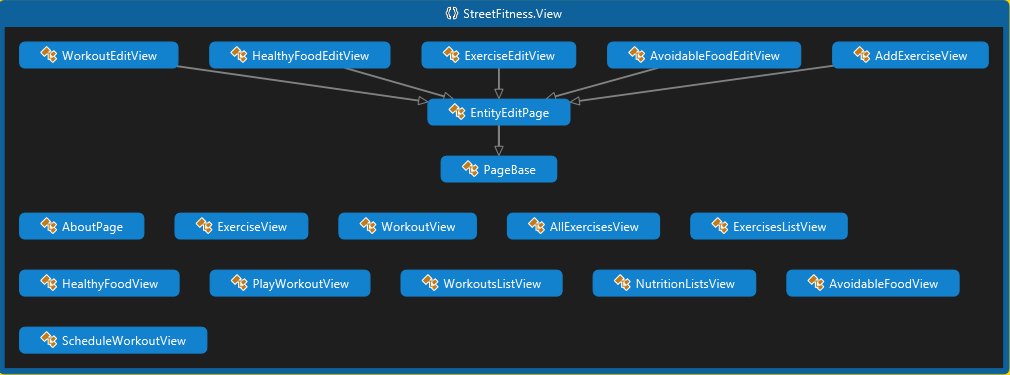 StreetFitness.View
WorkoutEditView HealthyFoodEditView ExerciseEditView AvoidableFoodEditView AddExerciseView
EntityEditPage
PageBase
AboutPage ExerciseView WorkoutView AllExercisesView ExercisesListView
HealthyFoodView PlayWorkoutView WorkoutsListView NutritionListsView AvoidableFoodView
ScheduleWorkoutView